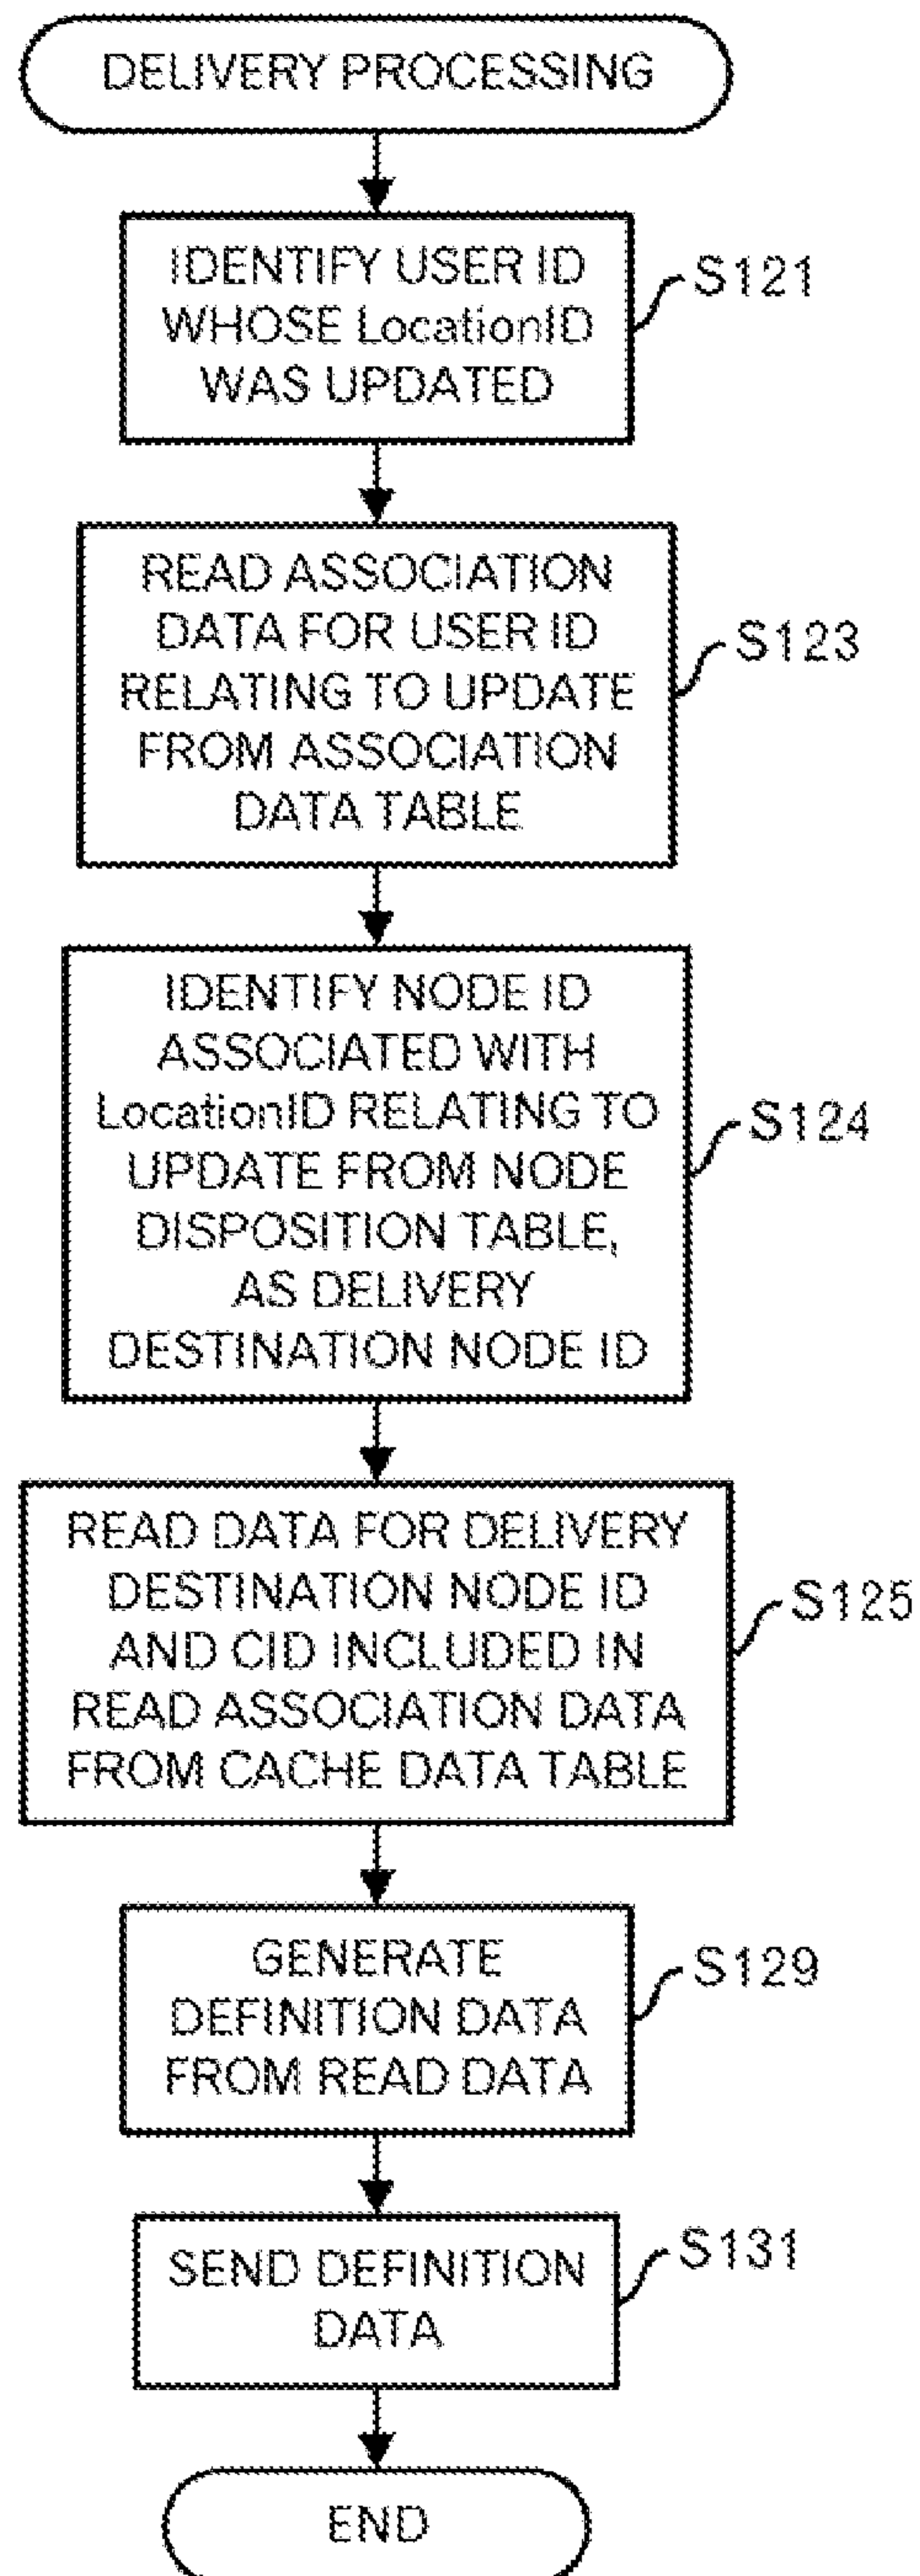 DELIVERY PROCESSING
IDENTIFY USER ID
WHOSE LocationID
WAS UPDATED
S121
READ ASSOCIATION
DATA FOR USER ID
RELATING TO UPDATE
FROM ASSOCIATION
DATA TABLE
S123
IDENTIFY NODE ID
ASSOCIATED WITH
LocationID RELATING TO
UPDATE FROM NODE
DISPOSITION TABLE,
AS DELIVERY
DESTINATION NODE ID
S124
READ DATA FOR DELIVERY
DESTINATION NODE ID
AND CID INCLUDED IN
READ ASSOCIATION DATA
FROM CACHE DATA TABLE
S125
GENERATE
DEFINITION DATA
FROM READ DATA
S129
SEND DEFINITION
DATA
S131
END